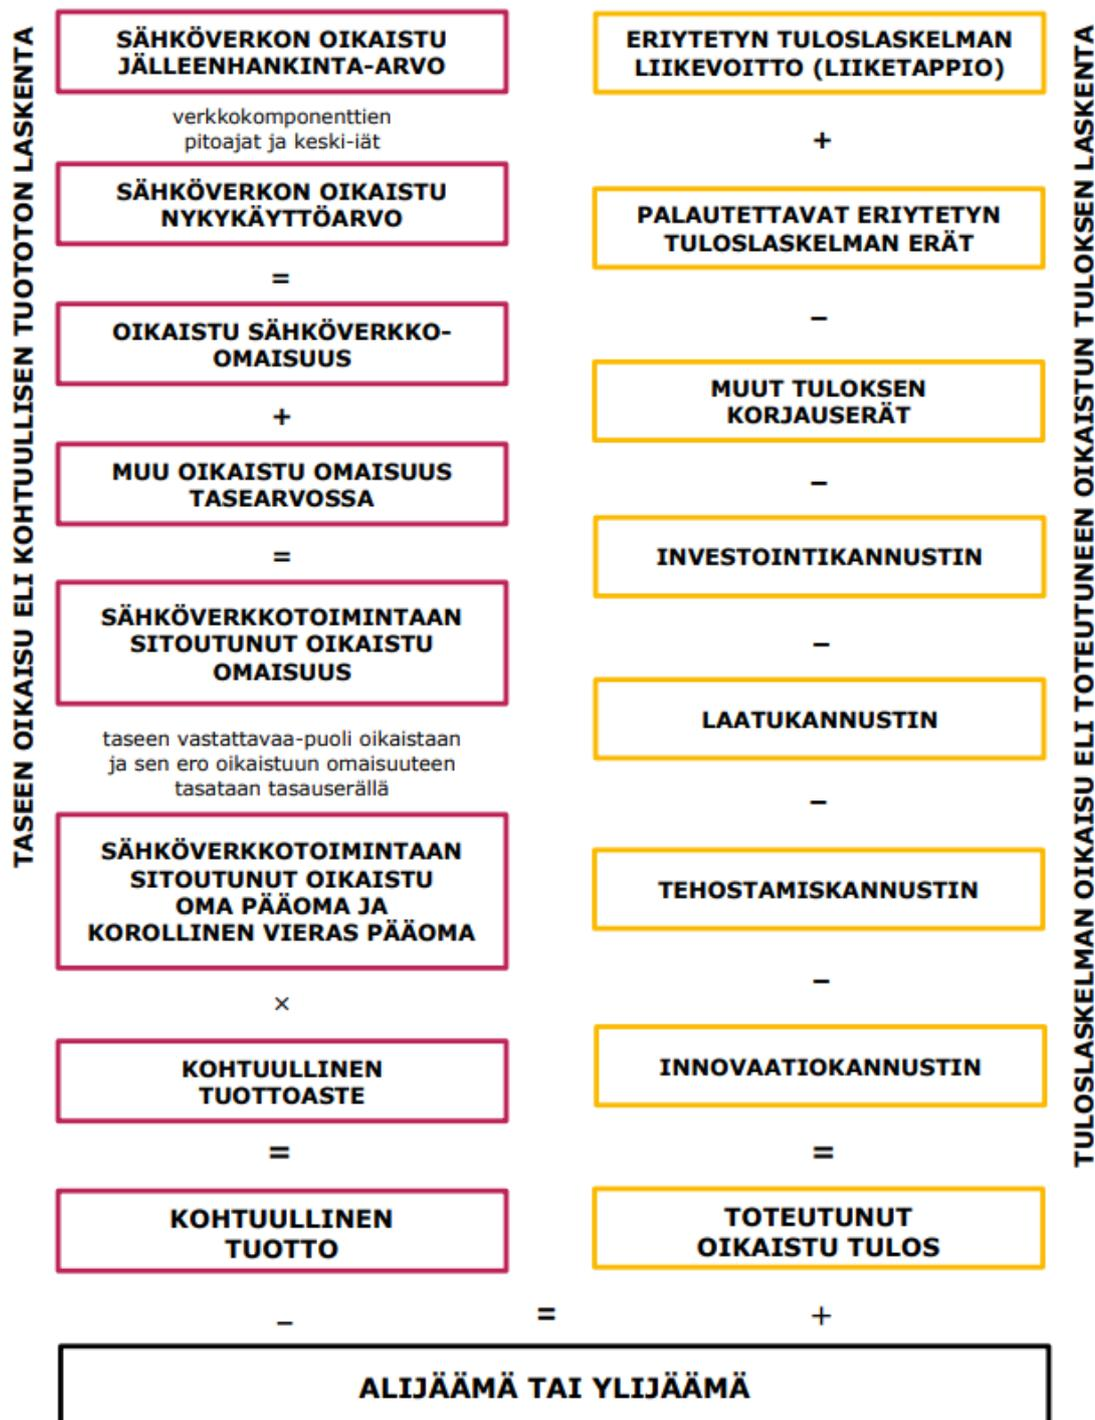 TASEEN OIKAISU ELI KOHTUULLISEN TUOTOTON LASKENTA
SÄHKÖVERKON OIKAISTU
JÄLLEENHANKINTA-ARVO
verkkokomponenttien
pitoajat ja keski-iät
SÄHKÖVERKON OIKAISTU
NYKYKÄYTTÖARVO
=
OIKAISTU SÄHKÖVERKKO-
OMAISUUS
+
MUU OIKAISTU OMAISUUS
TASEARVOSSA
=
SÄHKÖVERKKOTOIMINTAAN
SITOUTUNUT OIKAISTU
OMAISUUS
taseen vastattavaa-puoli oikaistaan
ja sen ero oikaistuun omaisuuteen
tasataan tasauserällä
SÄHKÖVERKKOTOIMINTAAN
SITOUTUNUT OIKAISTU
OMA PÄÄOMA JA
KOROLLINEN VIERAS PÄÄOMA
×
KOHTUULLINEN
TUOTTOASTE
=
KOHTUULLINEN
TUOTTO
–
ERIYTETYN TULOSLASKELMAN
LIIKEVOITTO (LIIKETAPPIO)
+
PALAUTETTAVAT ERIYTETYN
TULOSLASKELMAN ERÄT
–
MUUT TULOKSEN
KORJAUSERÄT
–
INVESTOINTIKANNUSTIN
–
LAATUKANNUSTIN
–
TEHOSTAMISKANNUSTIN
–
INNOVAATIOKANNUSTIN
=
TOTEUTUNUT
OIKAISTU TULOS
+
TULOSLASKELMAN OIKAISU ELI TOTEUTUNEEN OIKAISTUN TULOKSEN LASKENTA
=
ALIJÄÄMÄ TAI YLIJÄÄMÄ